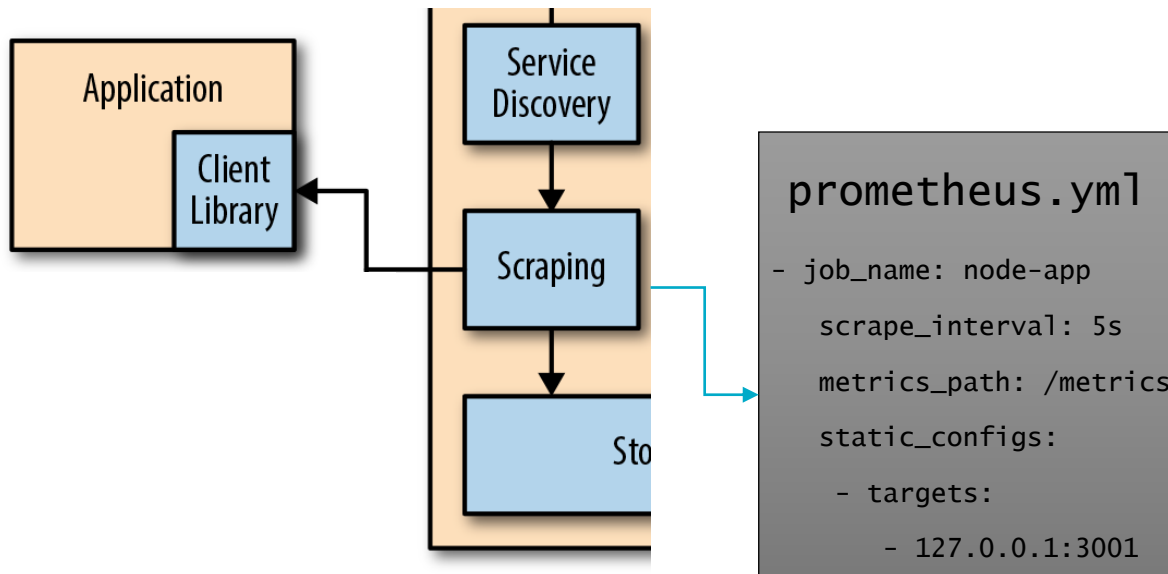 Application
Client
Library
Service
Discovery
Scraping
Sto
prometheus.yml
- job_name: node-app
scrape_interval: 5s
metrics_path: /metrics
static_configs:
- targets:
- 127.0.0.1:3001